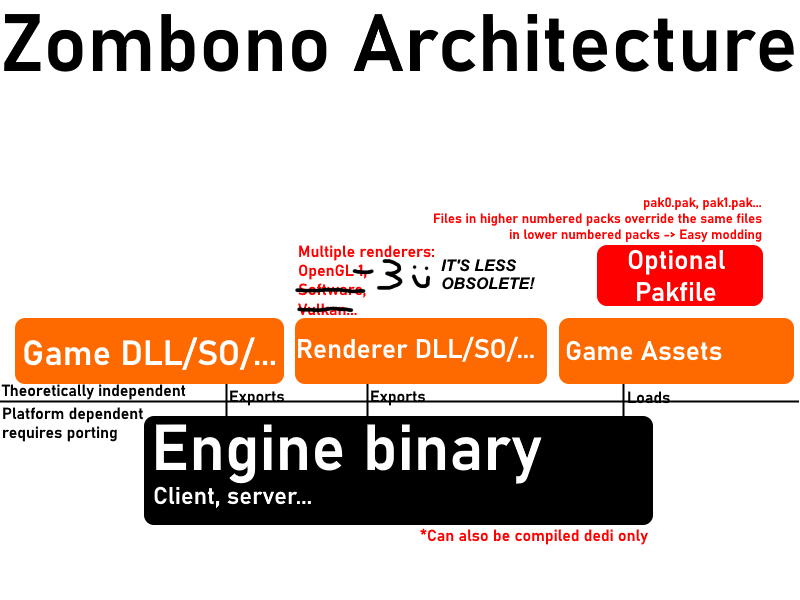 Zombono Architecture
pak0.pak, pak1.pak...
Files in higher numbered packs override the same files
in lower numbered packs -> Easy modding
Multiple renderers:
OpenGL 1, 3 :)
Software,
Vulkan...
IT'S LESS
OBSOLETE!
Optional
Pakfile
Game DLL/SO/...
Renderer DLL/SO/...
Game Assets
Theoretically independent
Exports
Exports
Loads
Platform dependent
requires porting
Engine binary
Client, server...
*Can also be compiled dedi only